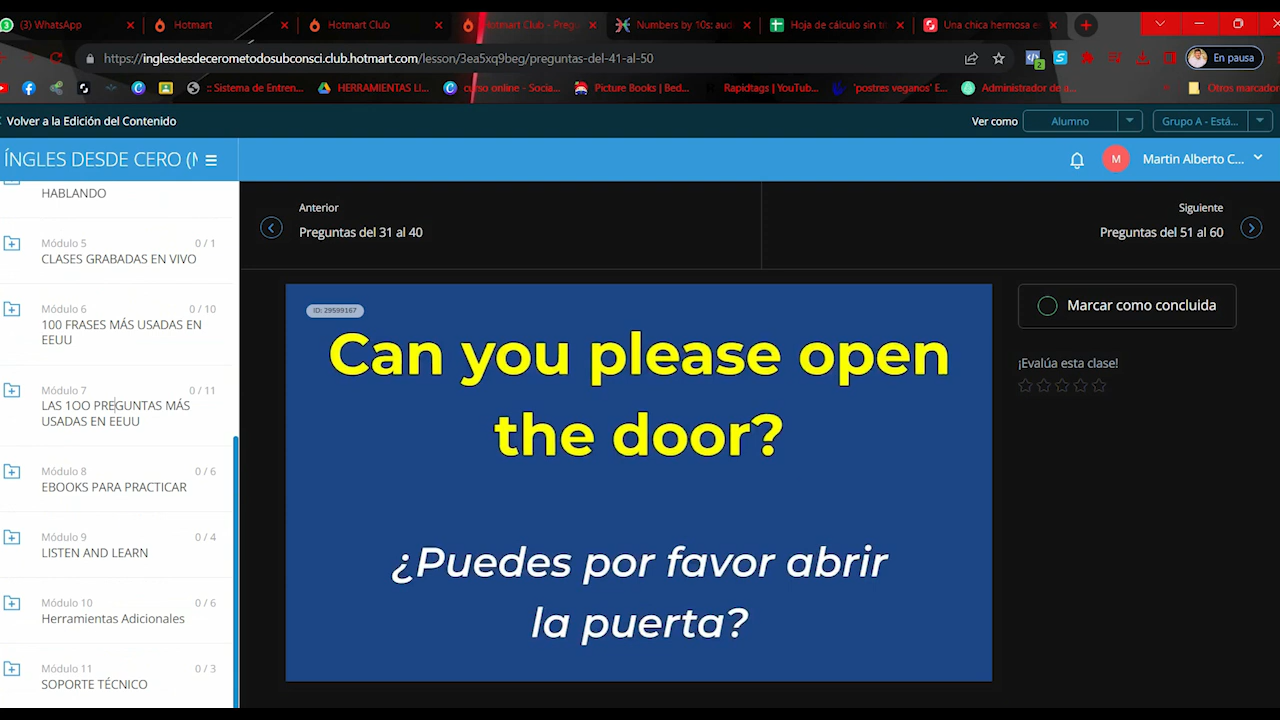 (3) WhatsApp
Hotmart
Hotmart Club
Hotmart Club - Preg
Numbers by 10s: aud
Hoja de cálculo sin t
Una chica hermosa e
https://inglesdesdecerometodosubconsci.club.hotmart.com/lesson/3ea5xq9beg/preguntas-del-41-al-50
2
En pausa
:: Sistema de Entren...
HERRAMIENTAS LI...
curso online - Socia...
Picture Books | Bed...
Rapidtags | YouTub...
'postres veganos' E...
Administrador de a...
Otros marcadores
Volver a la Edición del Contenido
Ver como
Alumno
Grupo A - Está...
ÍNGLES DESDE CERO (M
M
Martin Alberto C...
HABLANDO
Módulo 5
0 / 1
CLASES GRABADAS EN VIVO
Módulo 6
0 / 10
100 FRASES MÁS USADAS EN
EEUU
Módulo 7
0 / 11
LAS 1OO PREGUNTAS MÁS
USADAS EN EEUU
Módulo 8
0 / 6
EBOOKS PARA PRACTICAR
Módulo 9
0 / 4
LISTEN AND LEARN
Módulo 10
0 / 6
Herramientas Adicionales
Módulo 11
0 / 3
SOPORTE TÉCNICO
Anterior
Preguntas del 31 al 40
Siguiente
Preguntas del 51 al 60
ID: 29599167
Can you please open
the door?
¿Puedes por favor abrir
la puerta?
Marcar como concluida
¡Evalúa esta clase!